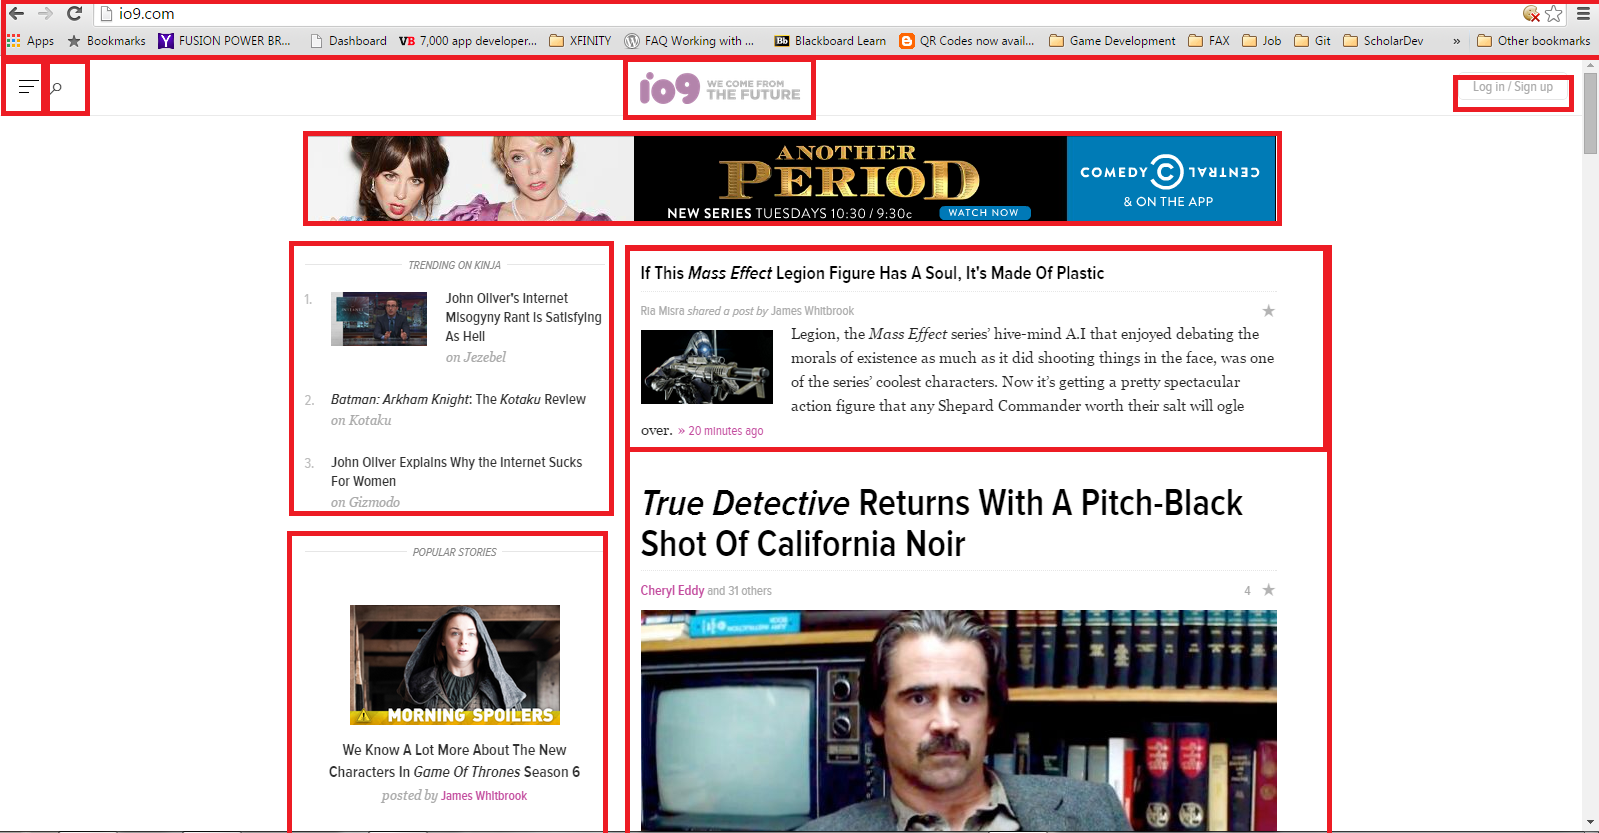 io9.com
Apps Bookmarks FUSION POWER BR... Dashboard VB 7,000 app developer... XFINITY FAQ Working with ... Bb Blackboard Learn QR Codes now avail... Game Development FAX Job Git ScholarDev » Other bookmarks
io9 WE COME FROM
THE FUTURE
Log in / Sign up
ANOTHER
PERIOD
NEW SERIES TUESDAYS 10:30 / 9:30c WATCH NOW
COMEDY CENTRAL
& ON THE APP
TRENDING ON KINJA
1. John Oliver's Internet
Misogyny Rant Is Satisfying
As Hell
on Jezebel
2. Batman: Arkham Knight: The Kotaku Review
on Kotaku
3. John Oliver Explains Why the Internet Sucks
For Women
on Gizmodo
POPULAR STORIES
MORNING SPOILERS
We Know A Lot More About The New
Characters In Game Of Thrones Season 6
posted by James Whitbrook
If This Mass Effect Legion Figure Has A Soul, It's Made Of Plastic
Ria Misra shared a post by James Whitbrook
Legion, the Mass Effect series’ hive-mind A.I that enjoyed debating the
morals of existence as much as it did shooting things in the face, was one
of the series’ coolest characters. Now it’s getting a pretty spectacular
action figure that any Shepard Commander worth their salt will ogle
over. » 20 minutes ago
True Detective Returns With A Pitch-Black
Shot Of California Noir
Cheryl Eddy and 31 others
4